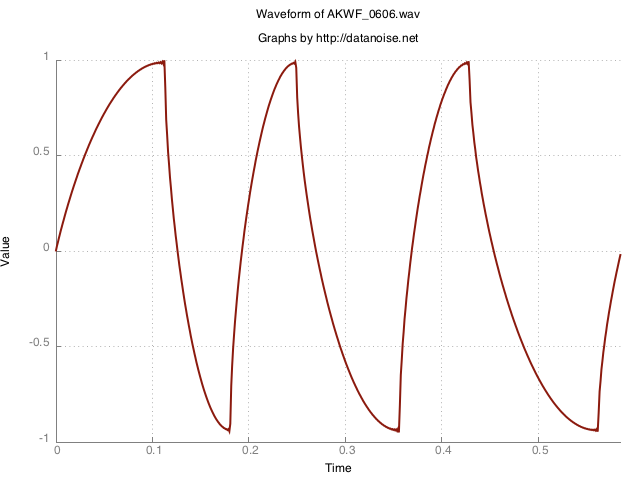 Waveform of AKWF_0606.wav
Graphs by http://datanoise.net
1
0.5
0
-0.5
-1
Value
0 0.1 0.2 0.3 0.4 0.5
Time